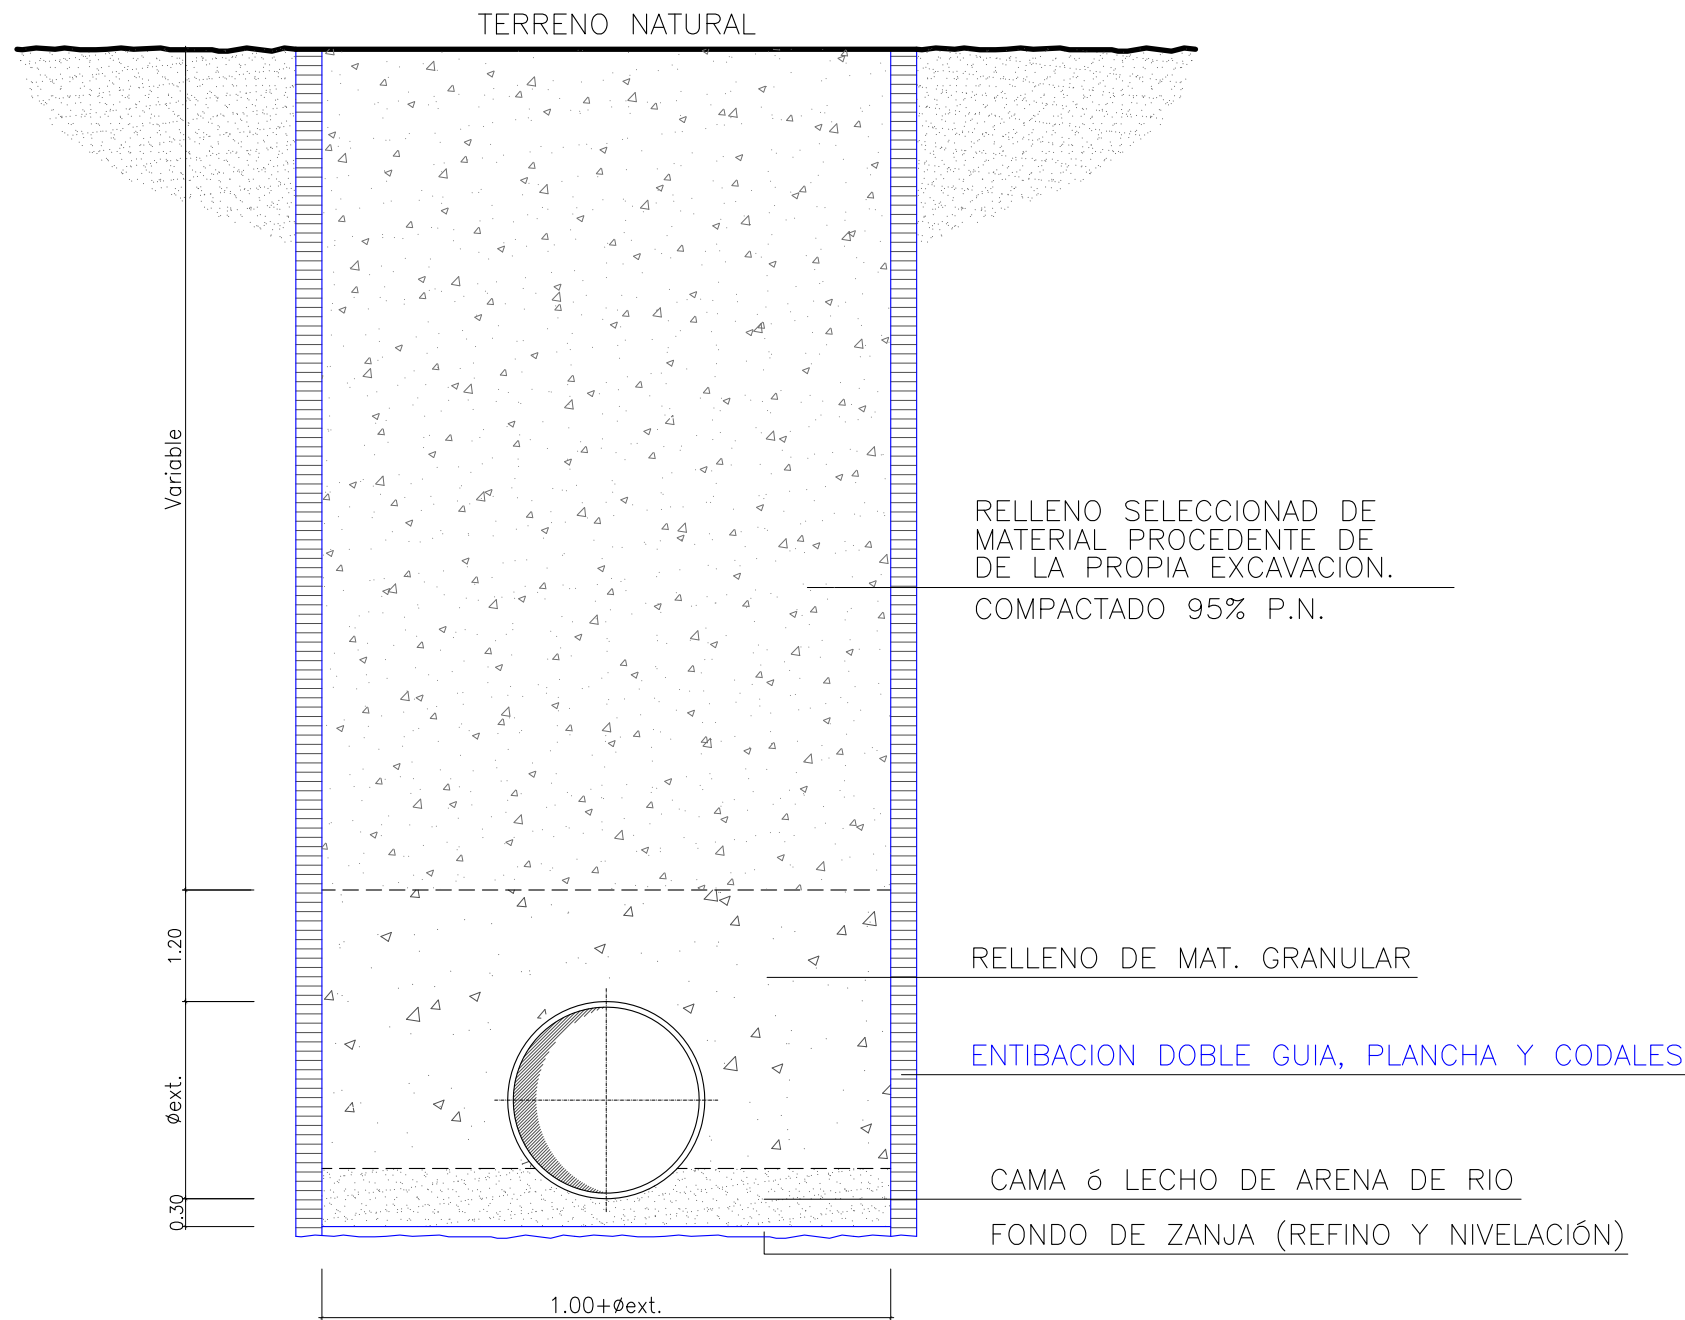 TERRENO NATURAL
Variable
RELLENO SELECCIONAD DE
MATERIAL PROCEDENTE DE
DE LA PROPIA EXCAVACION.
COMPACTADO 95% P.N.
1.20
RELLENO DE MAT. GRANULAR
ENTIBACION DOBLE GUIA, PLANCHA Y CODALES
Øext.
CAMA ó LECHO DE ARENA DE RIO
0.30
FONDO DE ZANJA (REFINO Y NIVELACIÓN)
1.00+Øext.